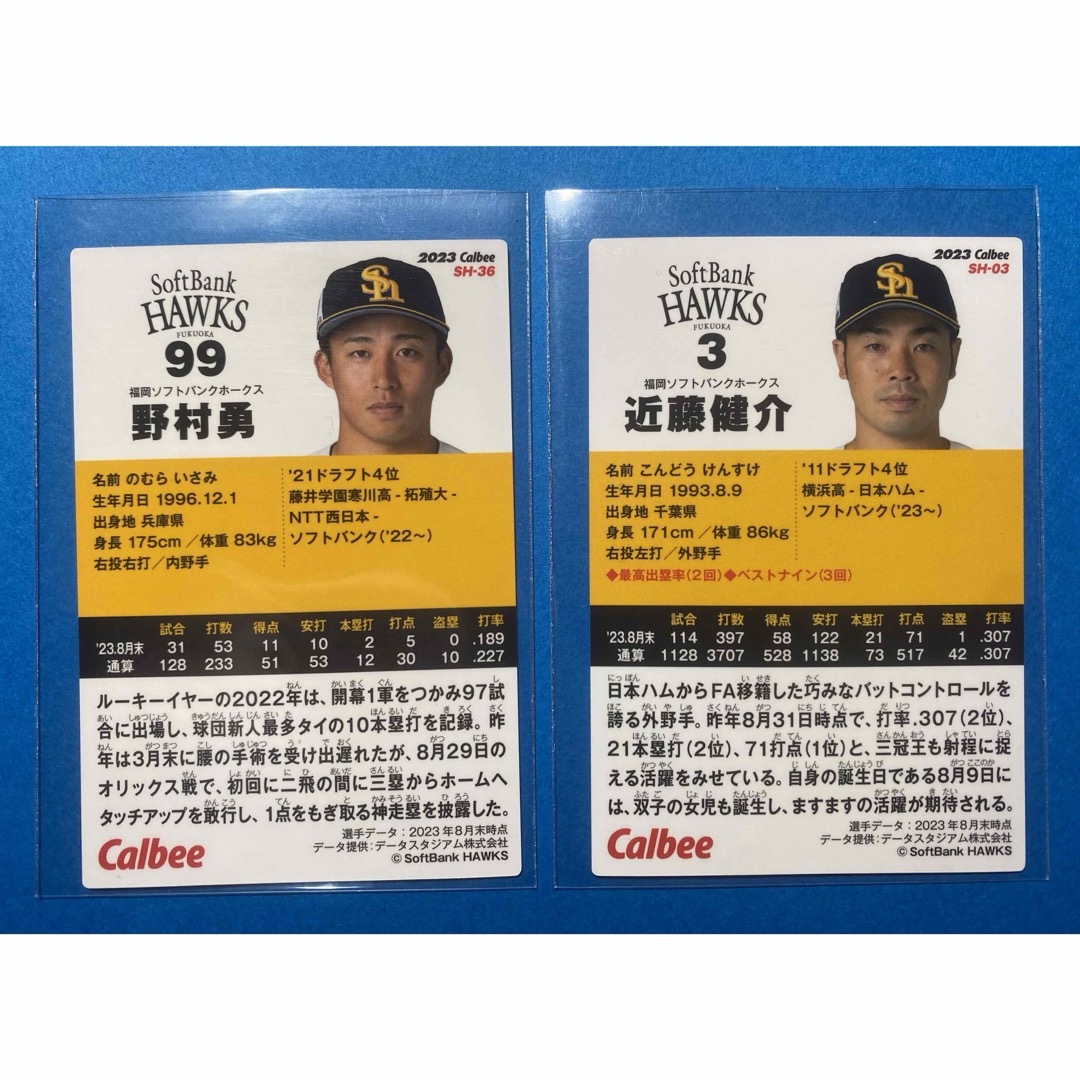 2023 Calbee
SH-36
SoftBank
HAWKS
FUKUOKA
99
福岡ソフトバンクホークス
野村勇
名前 のむら いさみ
生年月日 1996.12.1
出身地 兵庫県
身長 175cm ／体重 83kg
右投右打／内野手
'21ドラフト4位
藤井学園寒川高 - 拓殖大 -
NTT西日本 -
ソフトバンク('22～)
試合 打数 得点 安打 本塁打 打点 盗塁 打率
'23.8月末 31 53 11 10 2 5 0 .189
通算 128 233 51 53 12 30 10 .227
ルーキーイヤーの2022年は、開幕1軍をつかみ97試
合に出場し、球団新人最多タイの10本塁打を記録。昨
年は3月末に腰の手術を受け出遅れたが、8月29日の
オリックス戦で、初回に二飛の間に三塁からホームへ
タッチアップを敢行し、1点をもぎ取る神走塁を披露した。
選手データ：2023年8月末時点
データ提供：データスタジアム株式会社
Calbee
© SoftBank HAWKS
2023 Calbee
SH-03
SoftBank
HAWKS
FUKUOKA
3
福岡ソフトバンクホークス
近藤健介
名前 こんどう けんすけ
生年月日 1993.8.9
出身地 千葉県
身長 171cm ／体重 86kg
右投左打／外野手
'11ドラフト4位
横浜高 - 日本ハム -
ソフトバンク('23～)
◆最高出塁率(2回)◆ベストナイン(3回)
試合 打数 得点 安打 本塁打 打点 盗塁 打率
'23.8月末 114 397 58 122 21 71 1 .307
通算 1128 3707 528 1138 73 517 42 .307
日本ハムからFA移籍した巧みなバットコントロールを
誇る外野手。昨年8月31日時点で、打率.307(2位)、
21本塁打(2位)、71打点(1位)と、三冠王も射程に捉
える活躍をみせている。自身の誕生日である8月9日に
は、双子の女児も誕生し、ますますの活躍が期待される。
選手データ：2023年8月末時点
データ提供：データスタジアム株式会社
Calbee
© SoftBank HAWKS